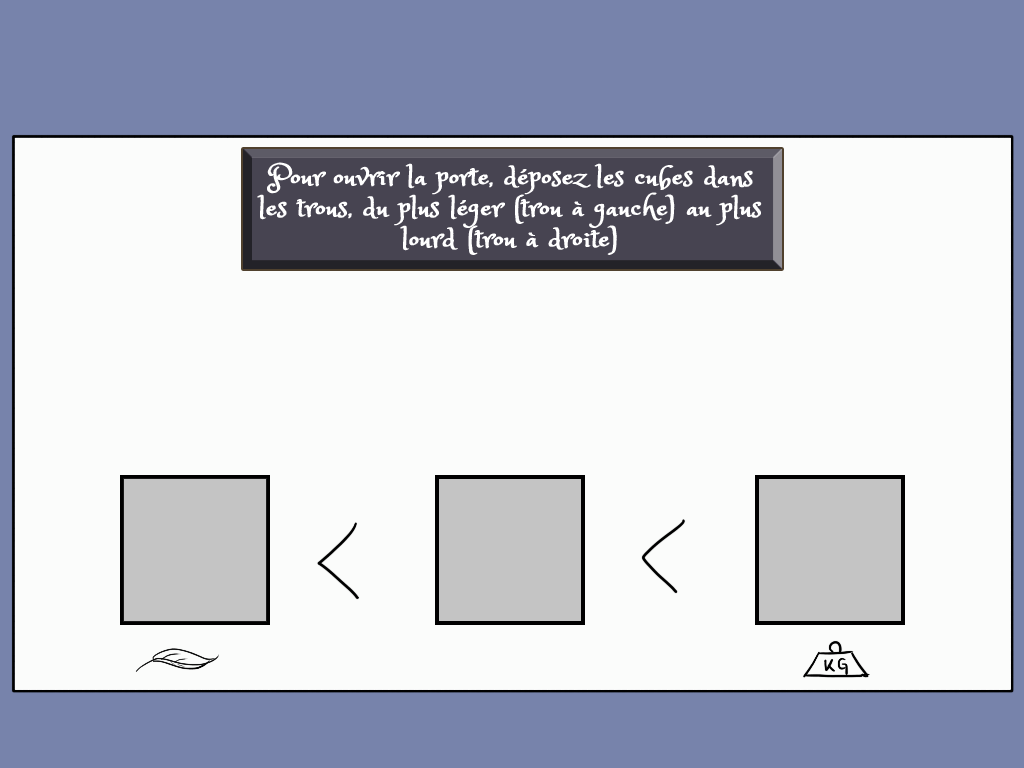 Pour ouvrir la porte, déposez les cubes dans
les trous, du plus léger (trou à gauche) au plus
lourd (trou à droite)
<
<
KG